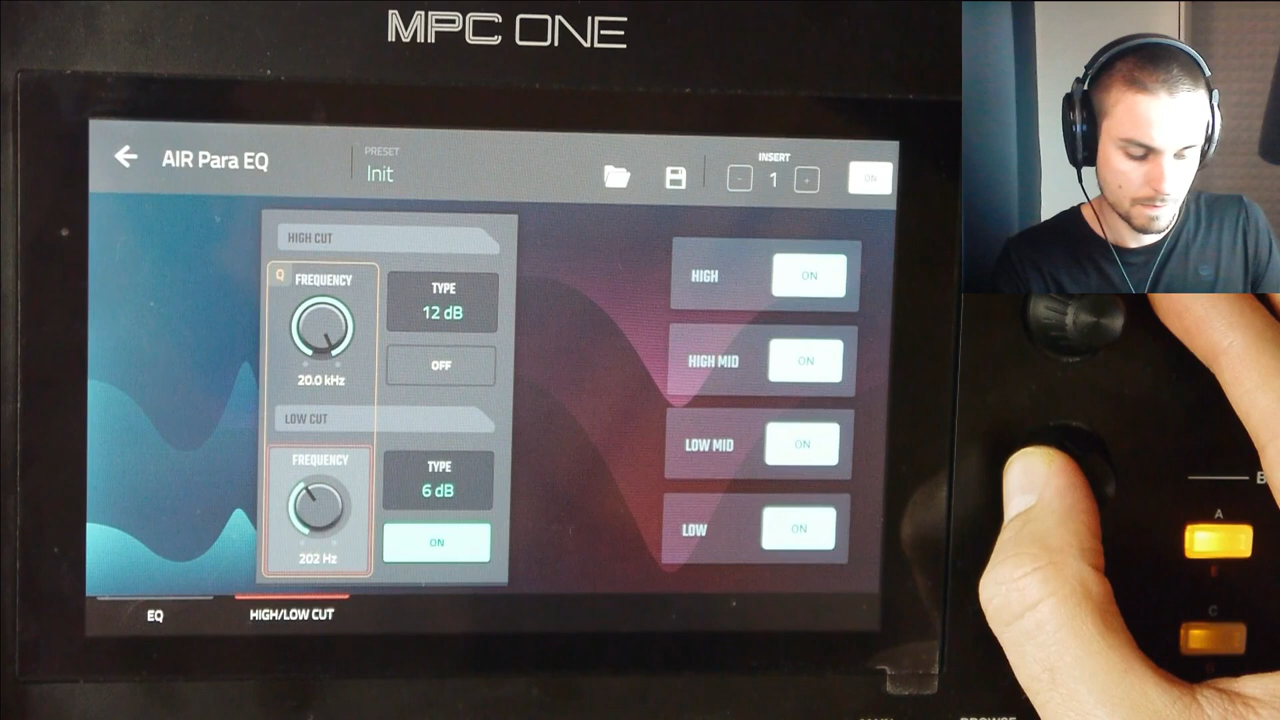 MPC ONE
AIR Para EQ
PRESET
Init
INSERT
- 1 +
ON
HIGH CUT
Q FREQUENCY
20.0 kHz
TYPE
12 dB
OFF
LOW CUT
FREQUENCY
202 Hz
TYPE
6 dB
ON
HIGH ON
HIGH MID ON
LOW MID ON
LOW ON
EQ
HIGH/LOW CUT
A
C